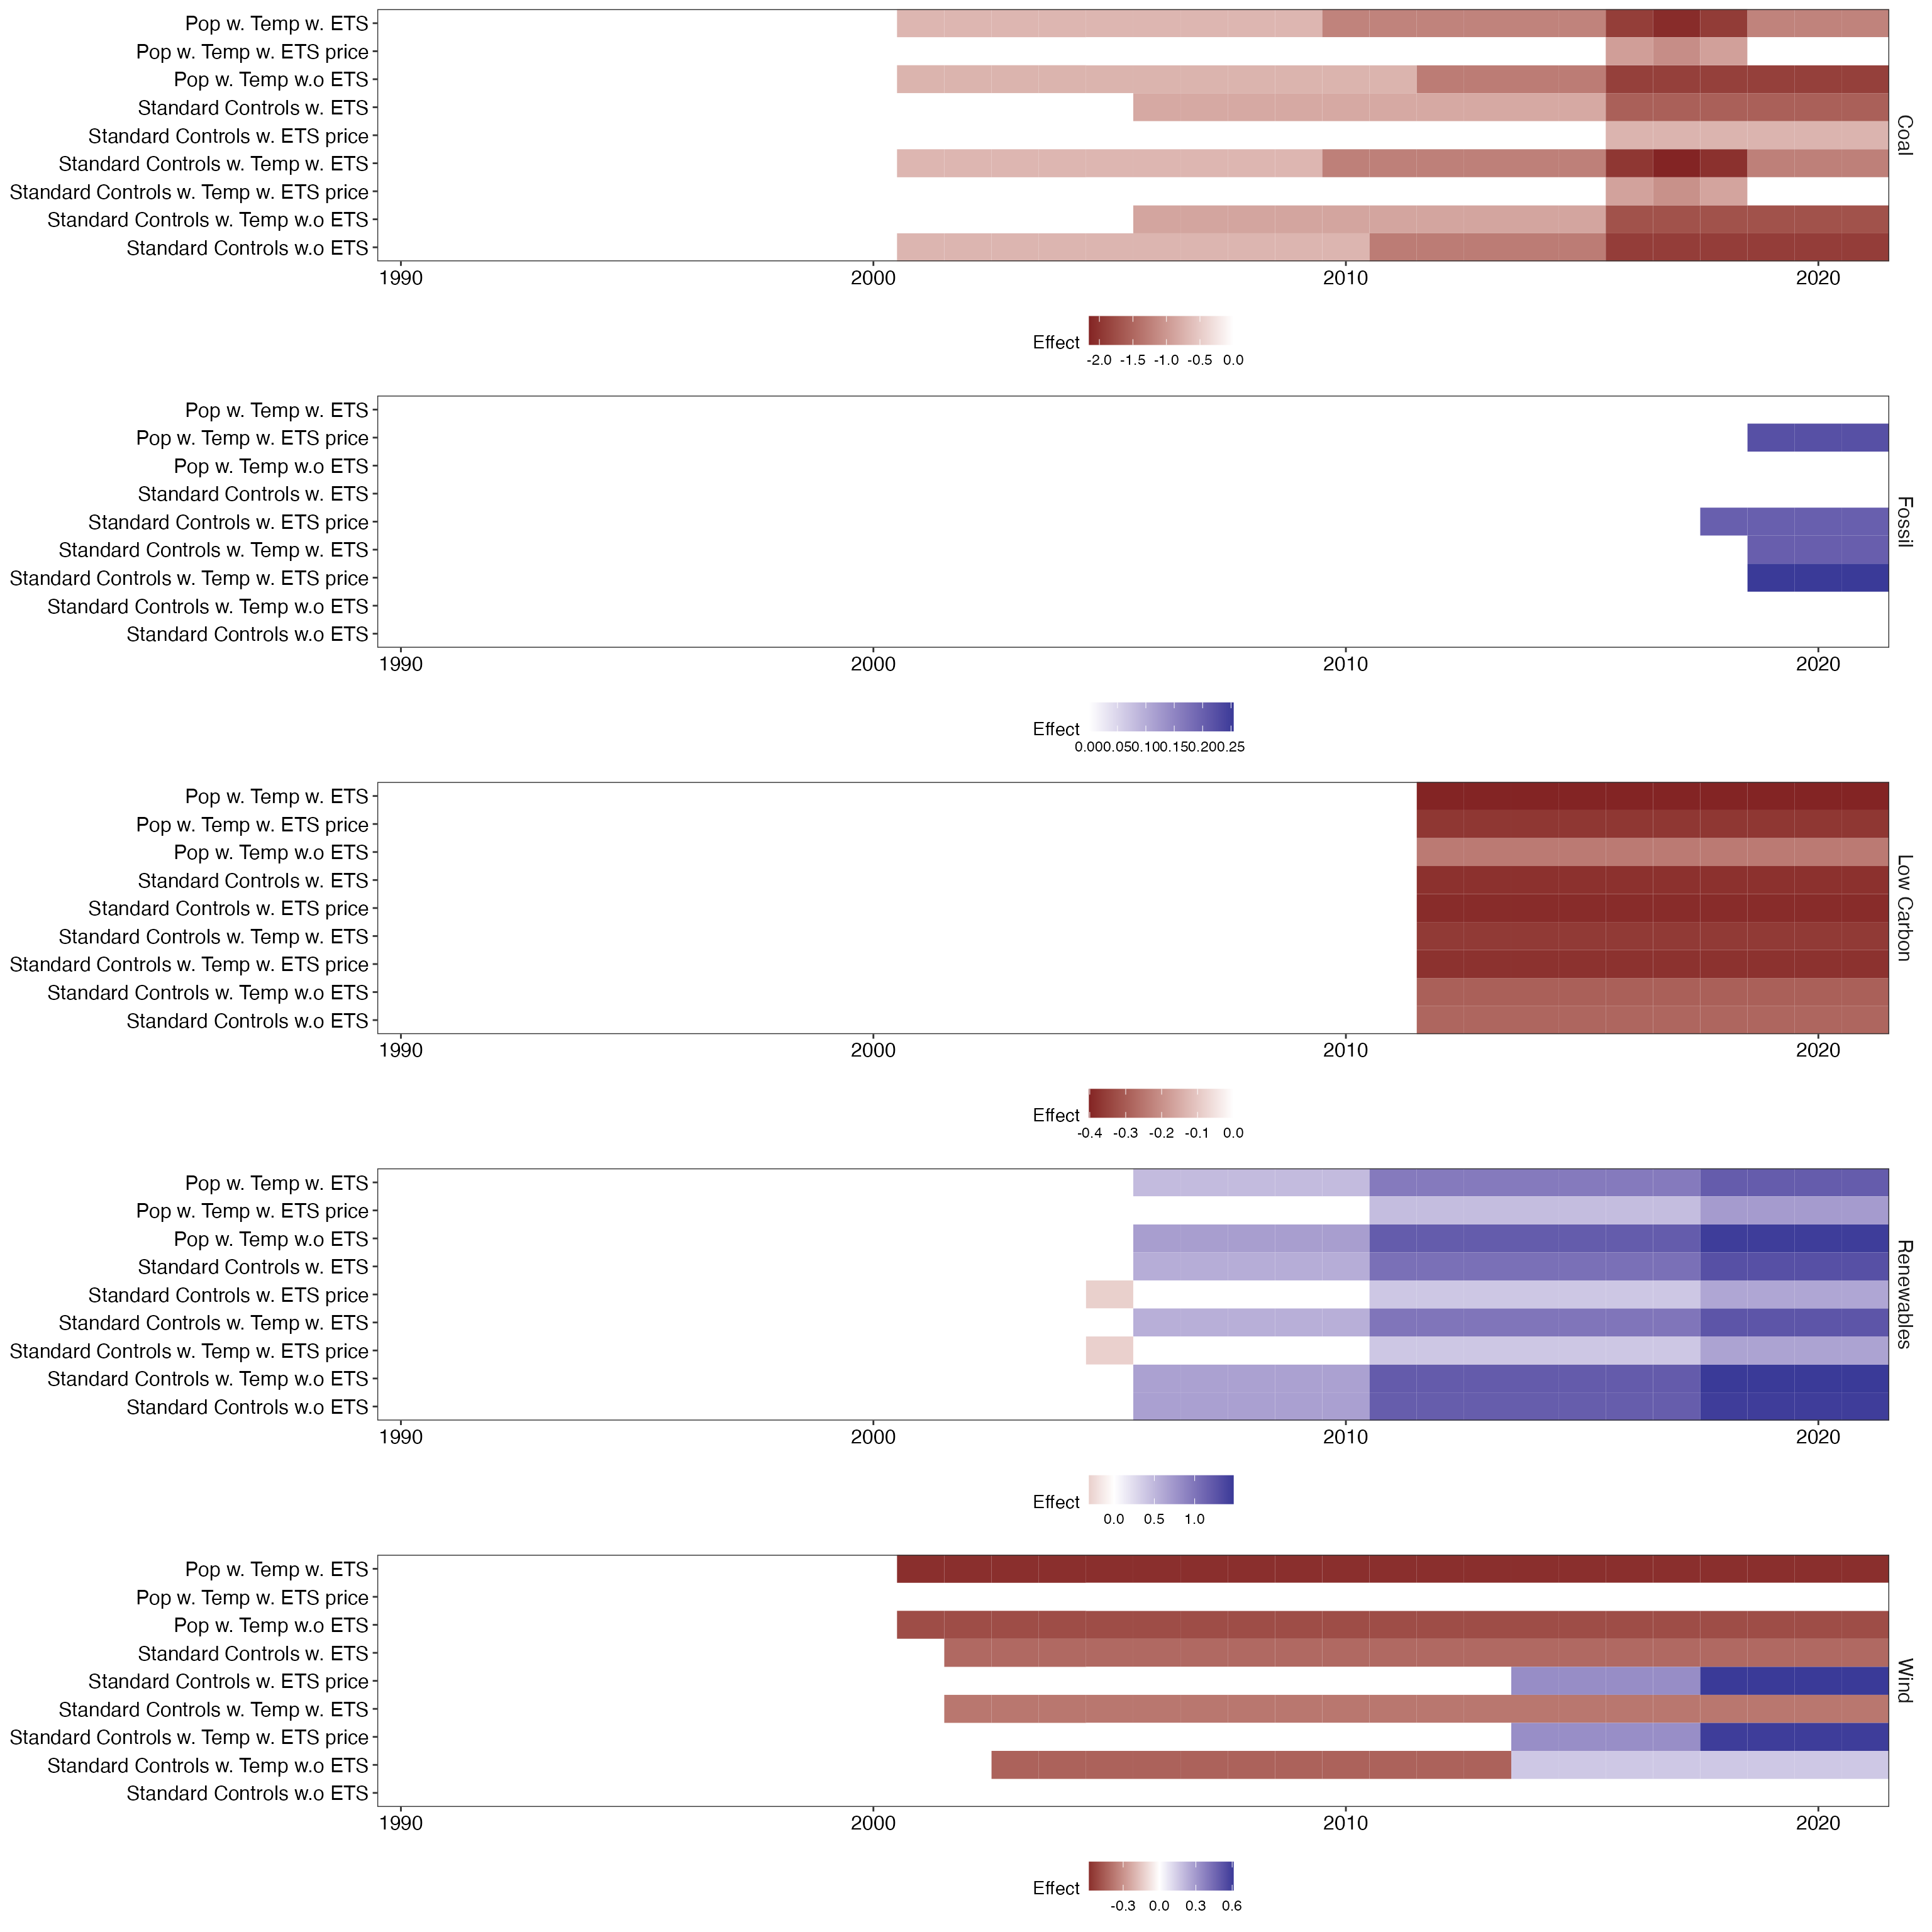 Pop w. Temp w. ETS
Pop w. Temp w. ETS price
Pop w. Temp w.o ETS
Standard Controls w. ETS
Standard Controls w. ETS price
Standard Controls w. Temp w. ETS
Standard Controls w. Temp w. ETS price
Standard Controls w. Temp w.o ETS
Standard Controls w.o ETS
Coal
1990 2000 2010 2020
Effect
-2.0 -1.5 -1.0 -0.5 0.0
Pop w. Temp w. ETS
Pop w. Temp w. ETS price
Pop w. Temp w.o ETS
Standard Controls w. ETS
Standard Controls w. ETS price
Standard Controls w. Temp w. ETS
Standard Controls w. Temp w. ETS price
Standard Controls w. Temp w.o ETS
Standard Controls w.o ETS
Fossil
1990 2000 2010 2020
Effect
0.000.050.100.150.200.25
Pop w. Temp w. ETS
Pop w. Temp w. ETS price
Pop w. Temp w.o ETS
Standard Controls w. ETS
Standard Controls w. ETS price
Standard Controls w. Temp w. ETS
Standard Controls w. Temp w. ETS price
Standard Controls w. Temp w.o ETS
Standard Controls w.o ETS
Low Carbon
1990 2000 2010 2020
Effect
-0.4 -0.3 -0.2 -0.1 0.0
Pop w. Temp w. ETS
Pop w. Temp w. ETS price
Pop w. Temp w.o ETS
Standard Controls w. ETS
Standard Controls w. ETS price
Standard Controls w. Temp w. ETS
Standard Controls w. Temp w. ETS price
Standard Controls w. Temp w.o ETS
Standard Controls w.o ETS
Renewables
1990 2000 2010 2020
Effect
0.0 0.5 1.0
Pop w. Temp w. ETS
Pop w. Temp w. ETS price
Pop w. Temp w.o ETS
Standard Controls w. ETS
Standard Controls w. ETS price
Standard Controls w. Temp w. ETS
Standard Controls w. Temp w. ETS price
Standard Controls w. Temp w.o ETS
Standard Controls w.o ETS
Wind
1990 2000 2010 2020
Effect
-0.3 0.0 0.3 0.6